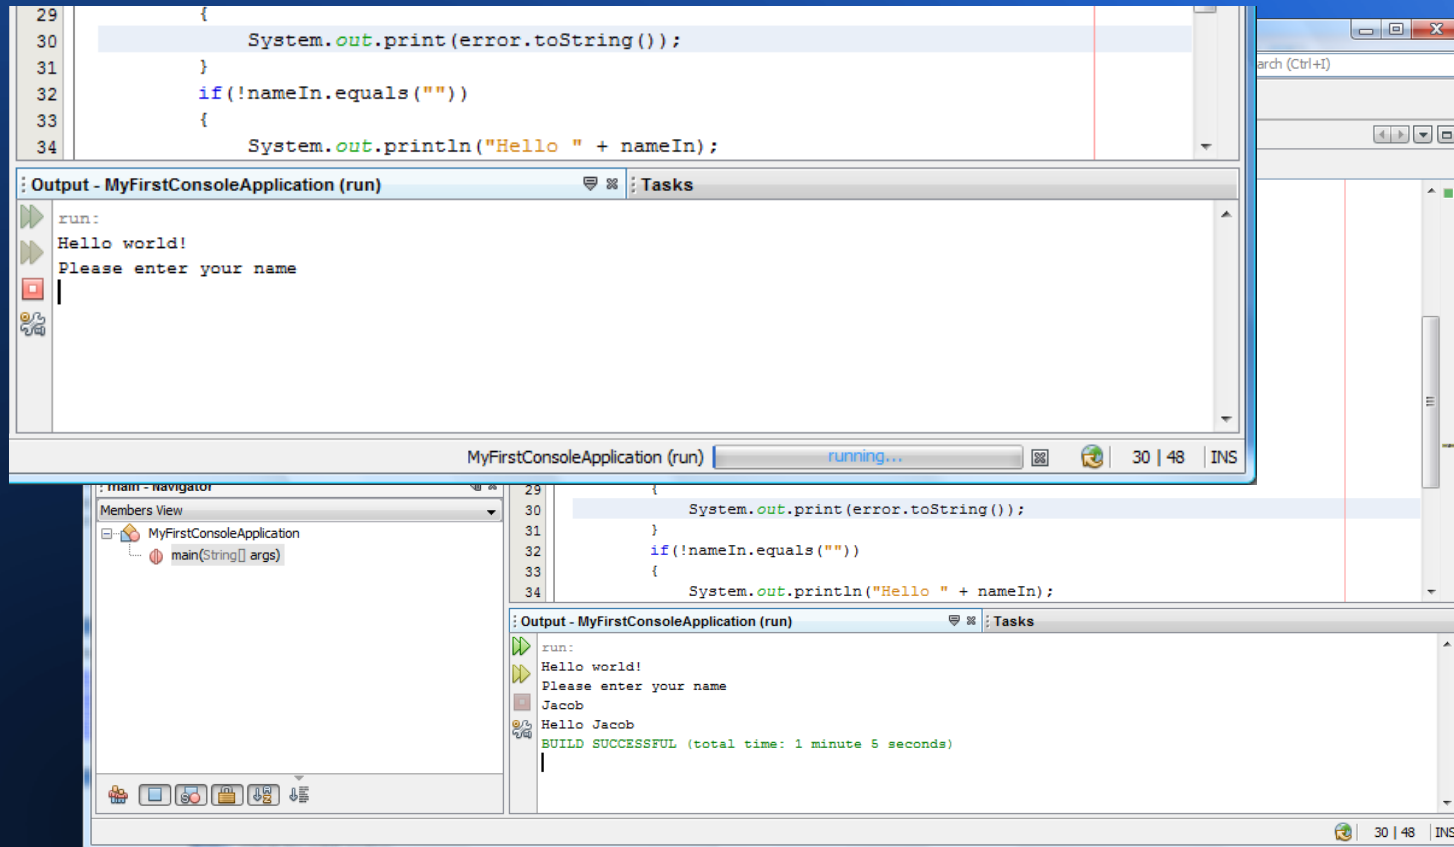 29 {
30 System.out.print(error.toString());
31 }
32 if(!nameIn.equals(""))
33 {
34 System.out.println("Hello " + nameIn);
Output - MyFirstConsoleApplication (run) Tasks
run:
Hello world!
Please enter your name
MyFirstConsoleApplication (run) running... 30 | 48 INS
arch (Ctrl+I)
main - Navigator
Members View
MyFirstConsoleApplication
main(String[] args)
29 {
30 System.out.print(error.toString());
31 }
32 if(!nameIn.equals(""))
33 {
34 System.out.println("Hello " + nameIn);
Output - MyFirstConsoleApplication (run) Tasks
run:
Hello world!
Please enter your name
Jacob
Hello Jacob
BUILD SUCCESSFUL (total time: 1 minute 5 seconds)
30 | 48 INS